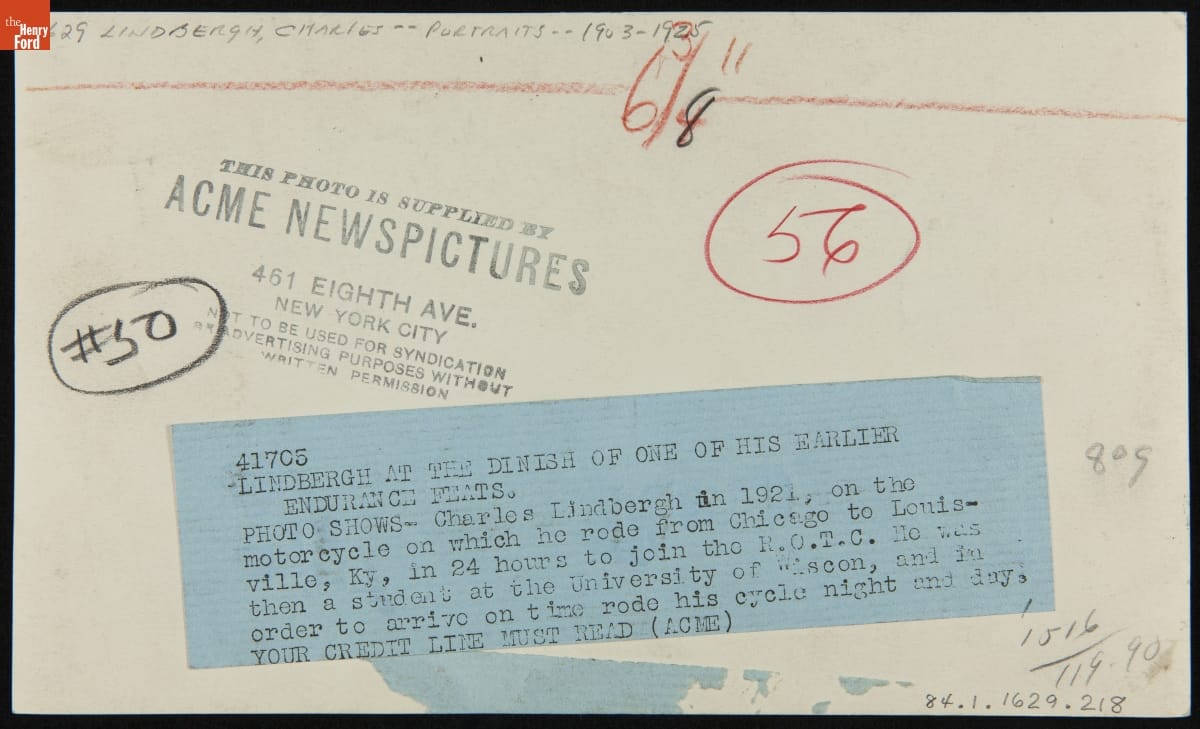 the
Henry
Ford
629 LINDBERGH, CHARLES -- PORTRAITS -- 1903-1925
3/ 11
6/8
THIS PHOTO IS SUPPLIED BY
ACME NEWSPICTURES
461 EIGHTH AVE.
NEW YORK CITY
NOT TO BE USED FOR SYNDICATION
OR ADVERTISING PURPOSES WITHOUT
WRITTEN PERMISSION
56
#50
41705
LINDBERGH AT THE DINISH OF ONE OF HIS EARLIER
ENDURANCE FEATS.
PHOTO SHOWS- Charles Lindbergh in 1921, on the
motorcycle on which he rode from Chicago to Louis-
ville, Ky, in 24 hours to join the R.O.T.C. He was
then a student at the University of Wiscon, and in
order to arrive on time rode his cycle night and day.
YOUR CREDIT LINE MUST READ (ACME)
809
1516
119.90
84.1.1629.218